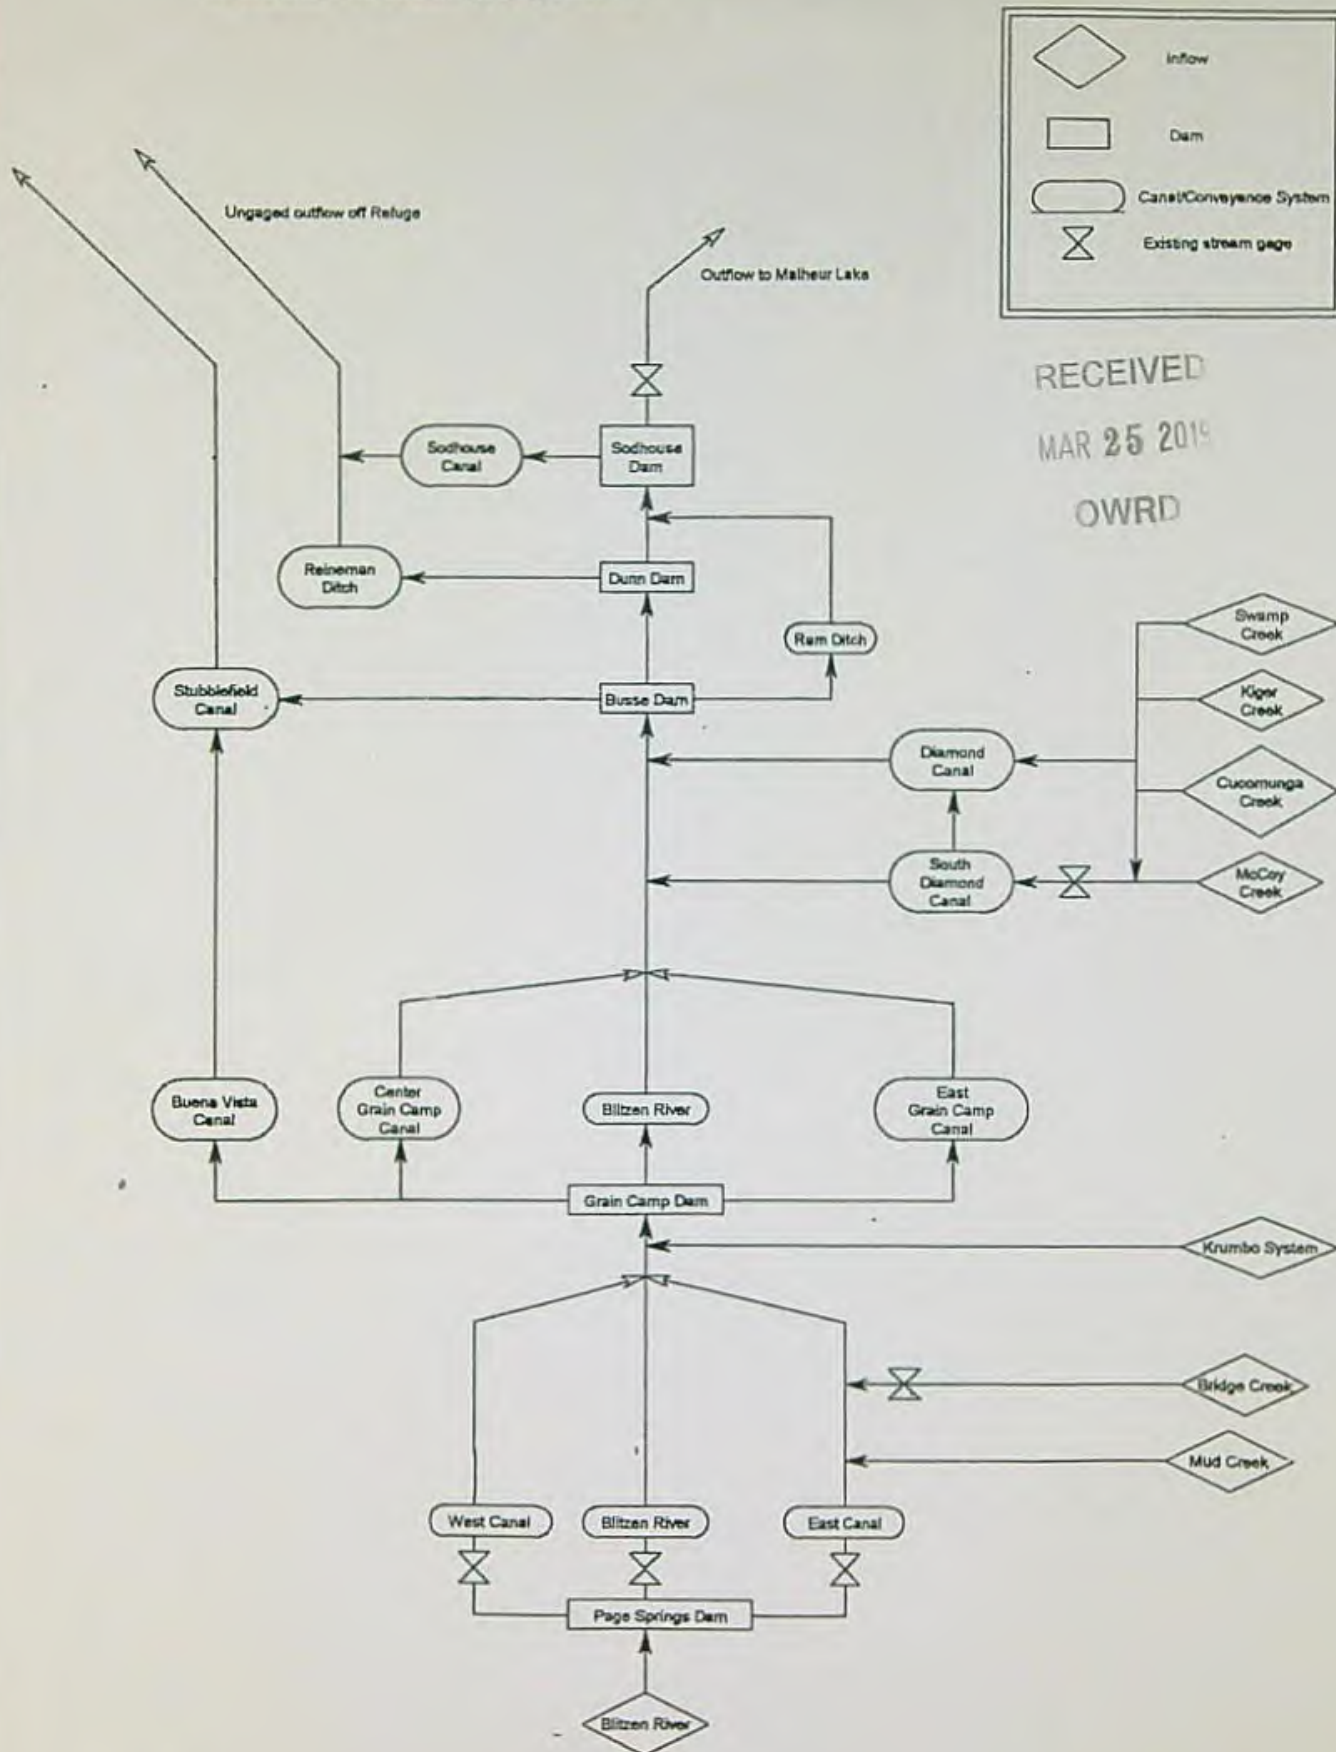 Inflow
Dam
Canal/Conveyance System
Existing stream gage
Ungaged outflow off Refuge
Outflow to Malheur Lake
RECEIVED
MAR 25 2019
OWRD
Sodhouse
Canal
Sodhouse
Dam
Reineman
Ditch
Dunn Dam
Ram Ditch
Swamp
Creek
Stubblefield
Canal
Busse Dam
Kiger
Creek
Diamond
Canal
Cucomunga
Creek
South
Diamond
Canal
McCoy
Creek
Buena Vista
Canal
Center
Grain Camp
Canal
Blitzen River
East
Grain Camp
Canal
Grain Camp Dam
Krumbo System
Bridge Creek
Mud Creek
West Canal
Blitzen River
East Canal
Page Springs Dam
Blitzen River